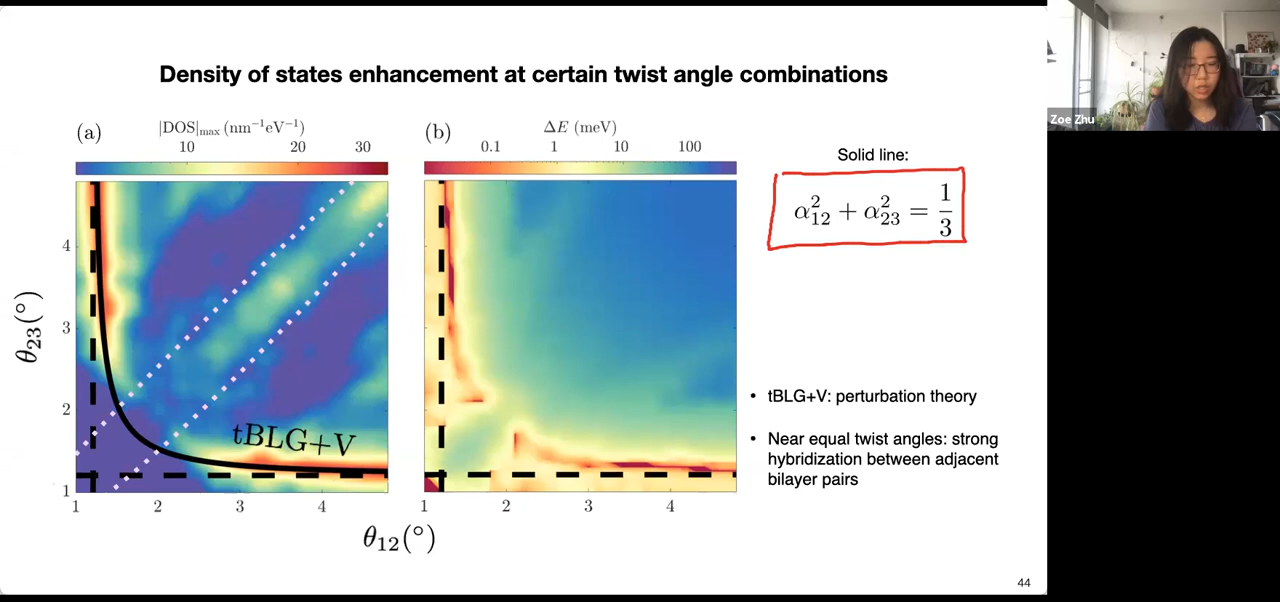 Density of states enhancement at certain twist angle combinations
(a)
|DOS|max (nm⁻¹eV⁻¹)
10 20 30
(b)
ΔE (meV)
0.1 1 10 100
θ₂₃(°)
4
3
2
1
tBLG+V
1 2 3 4
1 2 3 4
θ₁₂(°)
Solid line:
α₁₂² + α₂₃² = 1/3
• tBLG+V: perturbation theory
• Near equal twist angles: strong
hybridization between adjacent
bilayer pairs
44
Zoe Zhu